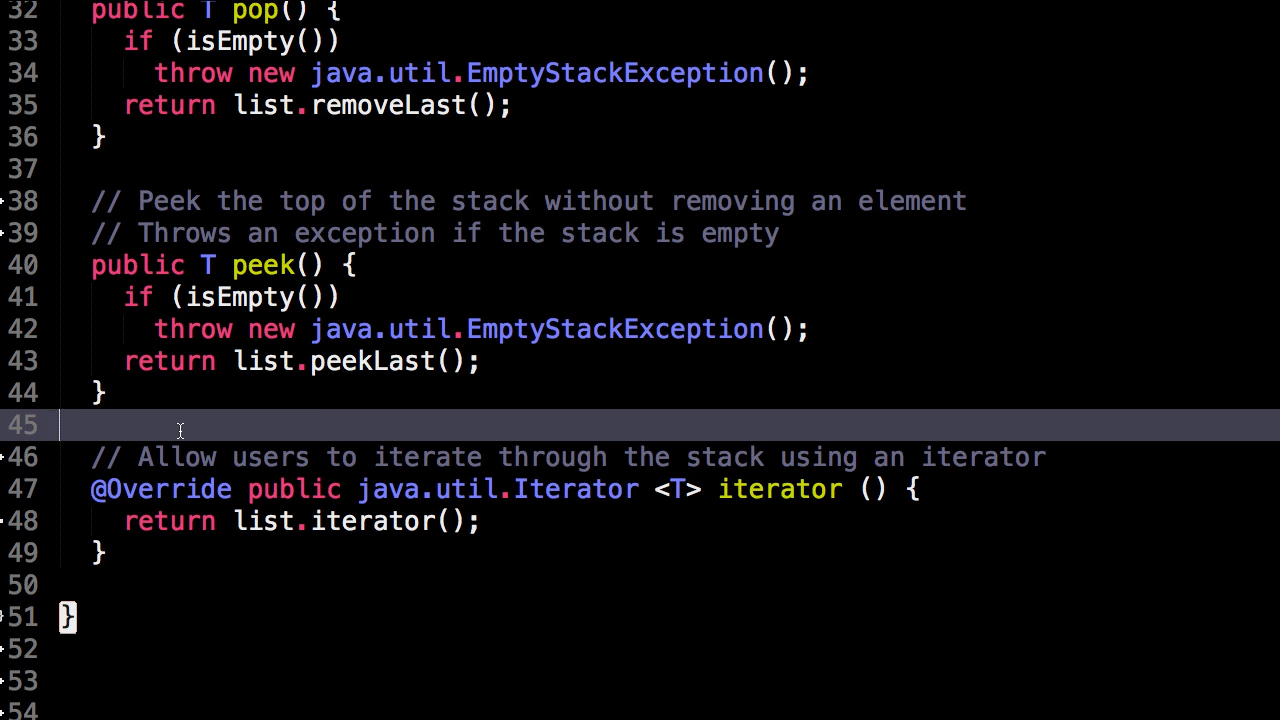 32 public T pop() {
33 if (isEmpty())
34 throw new java.util.EmptyStackException();
35 return list.removeLast();
36 }
37
38 // Peek the top of the stack without removing an element
39 // Throws an exception if the stack is empty
40 public T peek() {
41 if (isEmpty())
42 throw new java.util.EmptyStackException();
43 return list.peekLast();
44 }
45
46 // Allow users to iterate through the stack using an iterator
47 @Override public java.util.Iterator <T> iterator () {
48 return list.iterator();
49 }
50
51 }
52
53
54